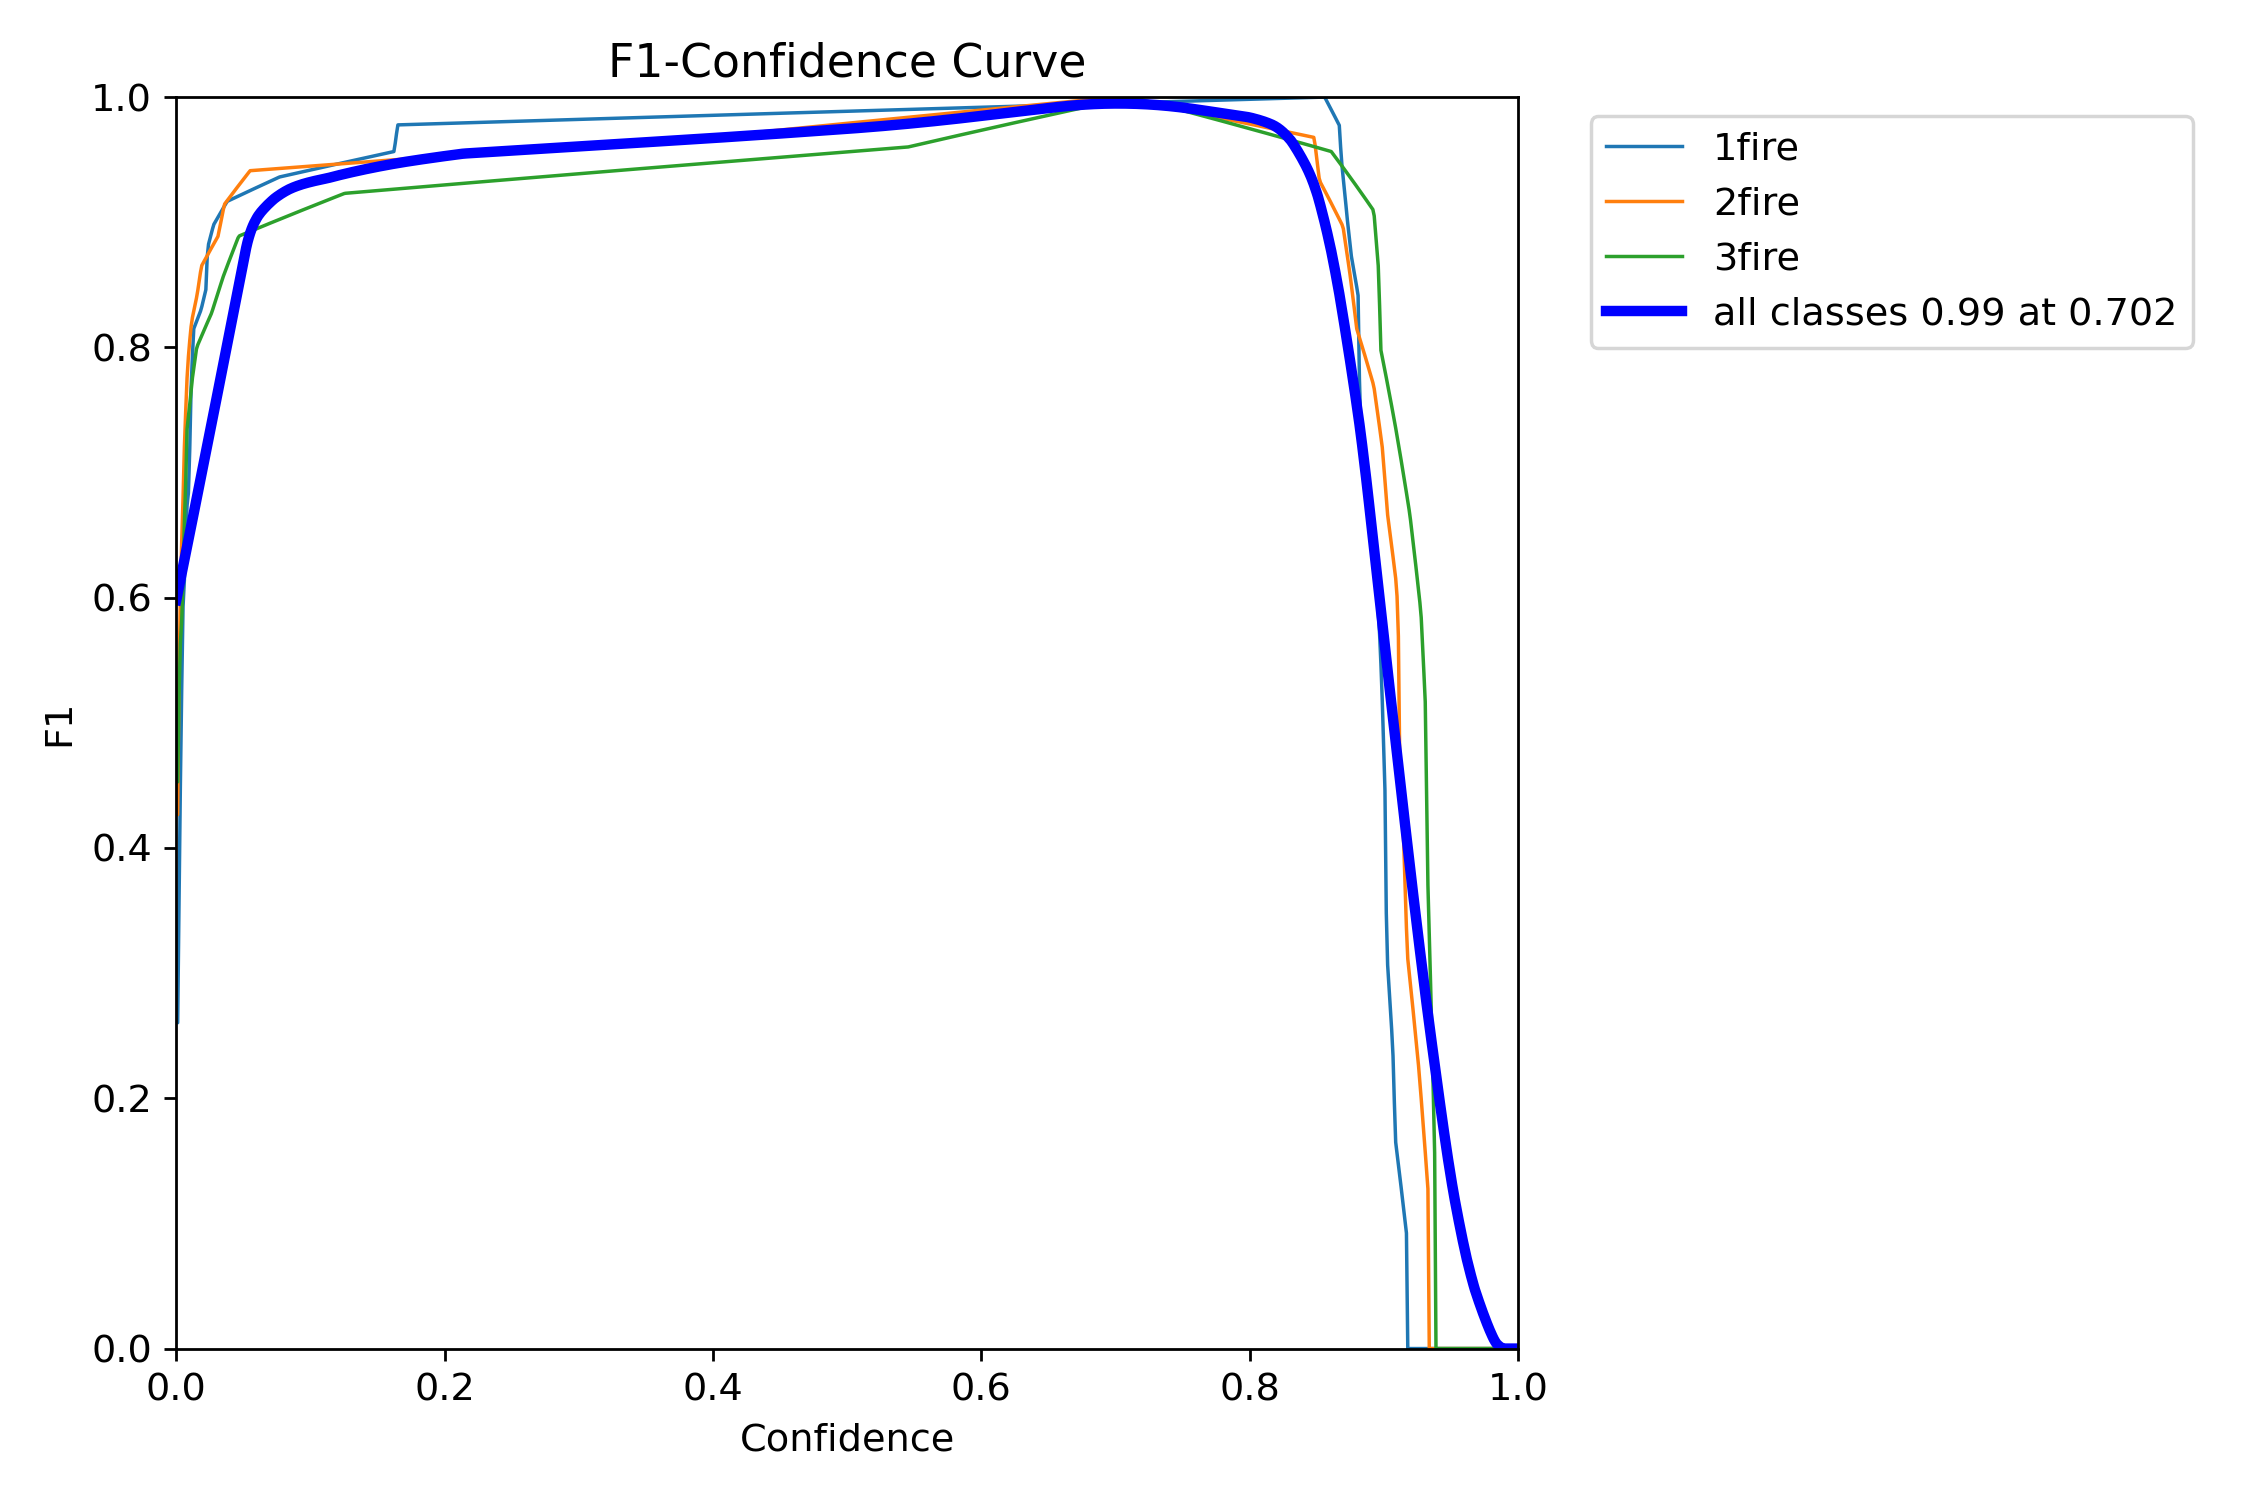 F1-Confidence Curve
1.0
0.8
0.6
0.4
0.2
0.0
F1
0.0 0.2 0.4 0.6 0.8 1.0
Confidence
1fire
2fire
3fire
all classes 0.99 at 0.702